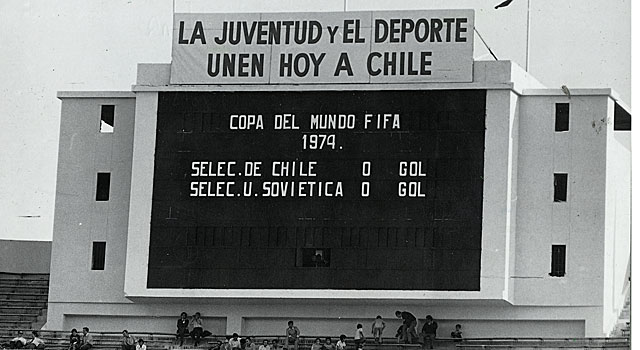 LA JUVENTUD Y EL DEPORTE
UNEN HOY A CHILE
COPA DEL MUNDO FIFA
1974.
SELEC. DE CHILE 0 GOL
SELEC. U. SOVIETICA 0 GOL